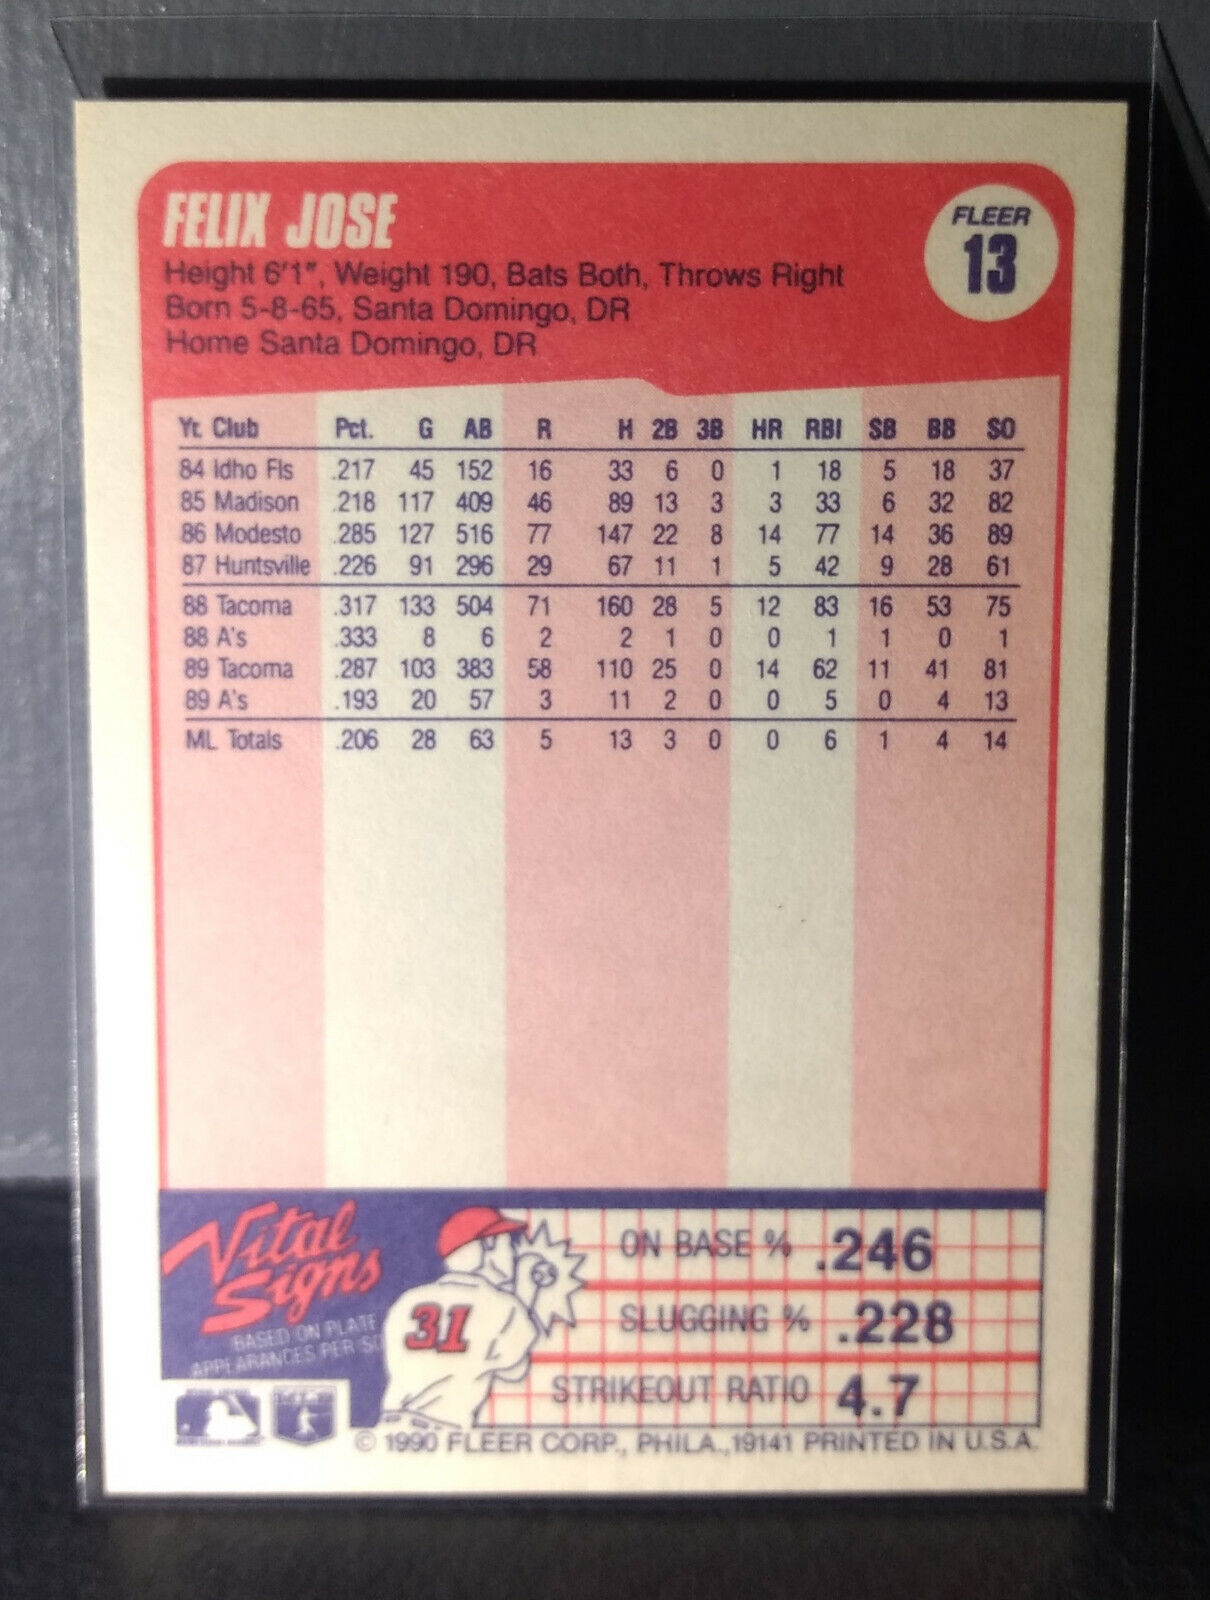 FELIX JOSE
FLEER
13
Height 6'1", Weight 190, Bats Both, Throws Right
Born 5-8-65, Santa Domingo, DR
Home Santa Domingo, DR
Yr. Club Pct. G AB R H 2B 3B HR RBI SB BB SO
84 Idho Fls .217 45 152 16 33 6 0 1 18 5 18 37
85 Madison .218 117 409 46 89 13 3 3 33 6 32 82
86 Modesto .285 127 516 77 147 22 8 14 77 14 36 89
87 Huntsville .226 91 296 29 67 11 1 5 42 9 28 61
88 Tacoma .317 133 504 71 160 28 5 12 83 16 53 75
88 A's .333 8 6 2 2 1 0 0 1 1 0 1
89 Tacoma .287 103 383 58 110 25 0 14 62 11 41 81
89 A's .193 20 57 3 11 2 0 0 5 0 4 13
ML Totals .206 28 63 5 13 3 0 0 6 1 4 14
Vital
Signs
BASED ON PLATE
APPEARANCES PER SO
31
ON BASE % .246
SLUGGING % .228
STRIKEOUT RATIO 4.7
© 1990 FLEER CORP., PHILA., 19141 PRINTED IN U.S.A.